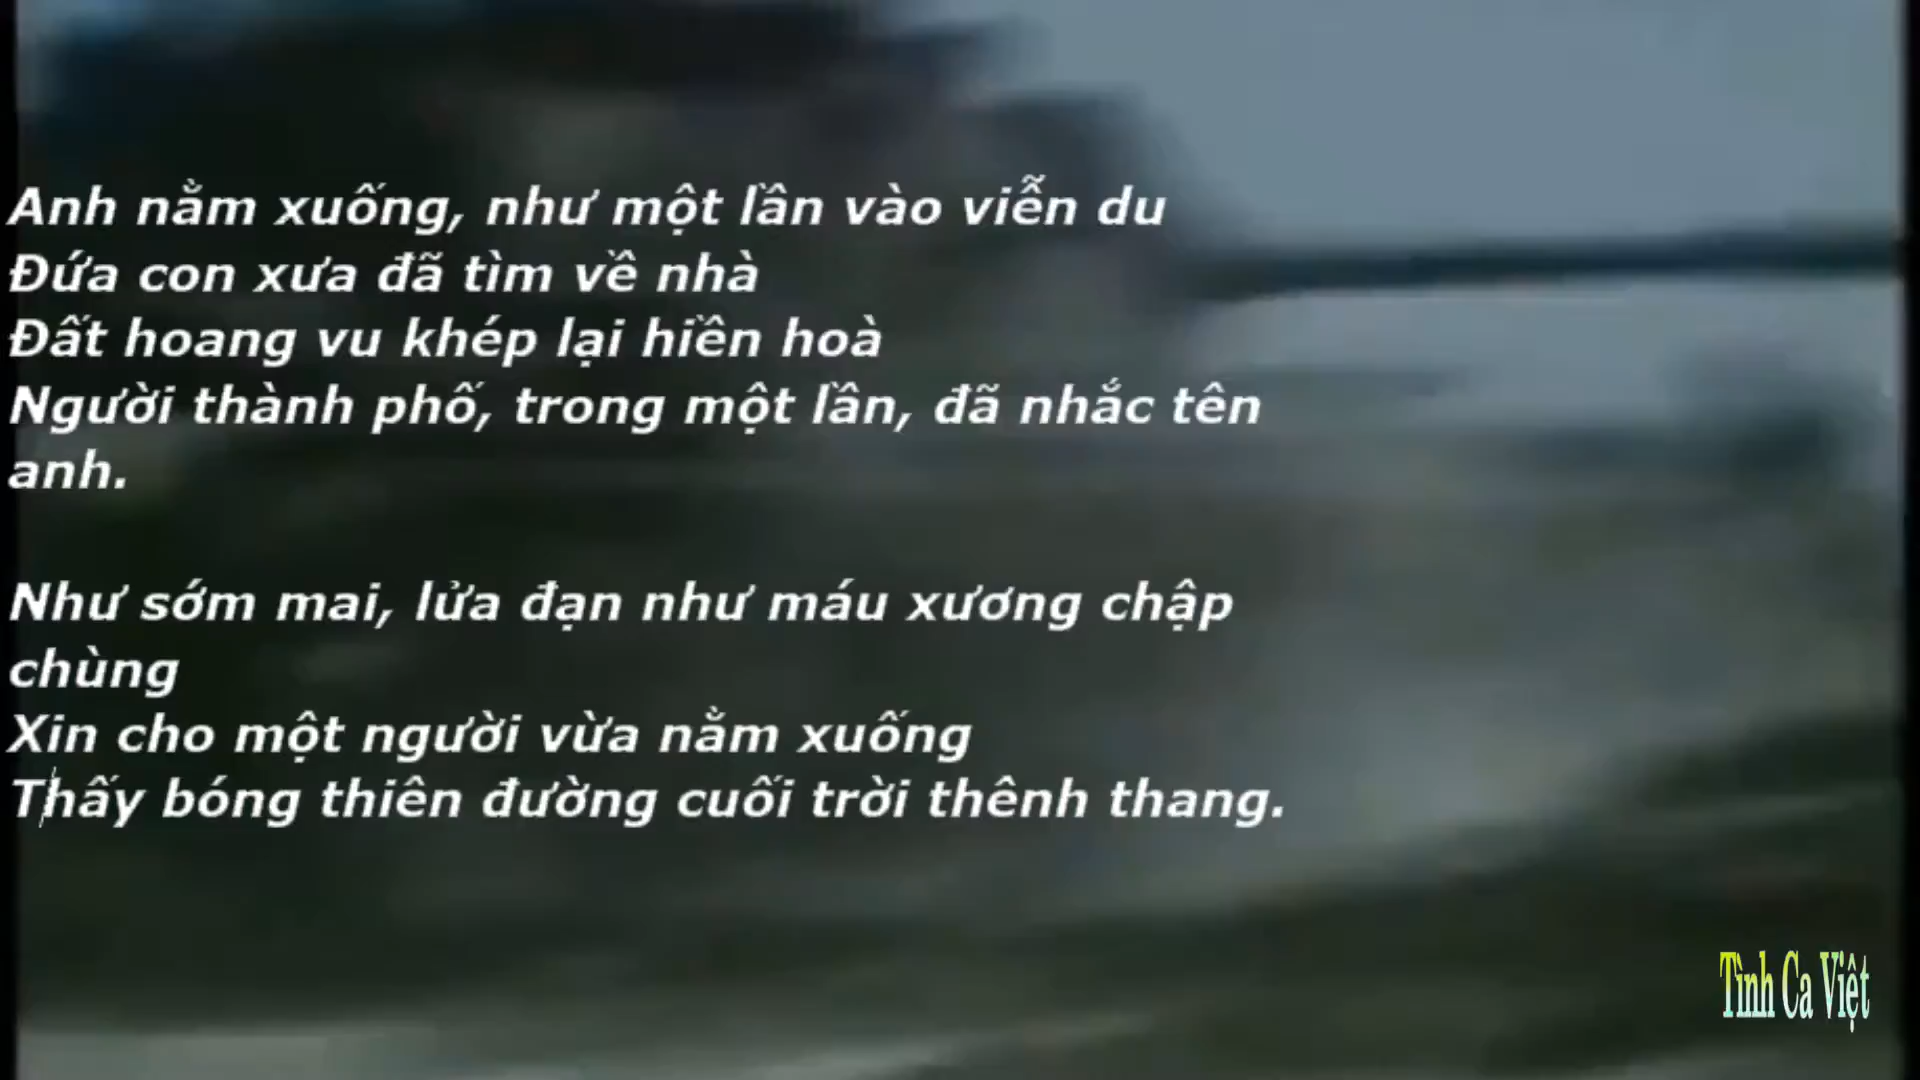 Anh nằm xuống, như một lần vào viễn du
Đứa con xưa đã tìm về nhà
Đất hoang vu khép lại hiền hoà
Người thành phố, trong một lần, đã nhắc tên
anh.
Như sớm mai, lửa đạn như máu xương chập
chùng
Xin cho một người vừa nằm xuống
Thấy bóng thiên đường cuối trời thênh thang.
Tình Ca Việt